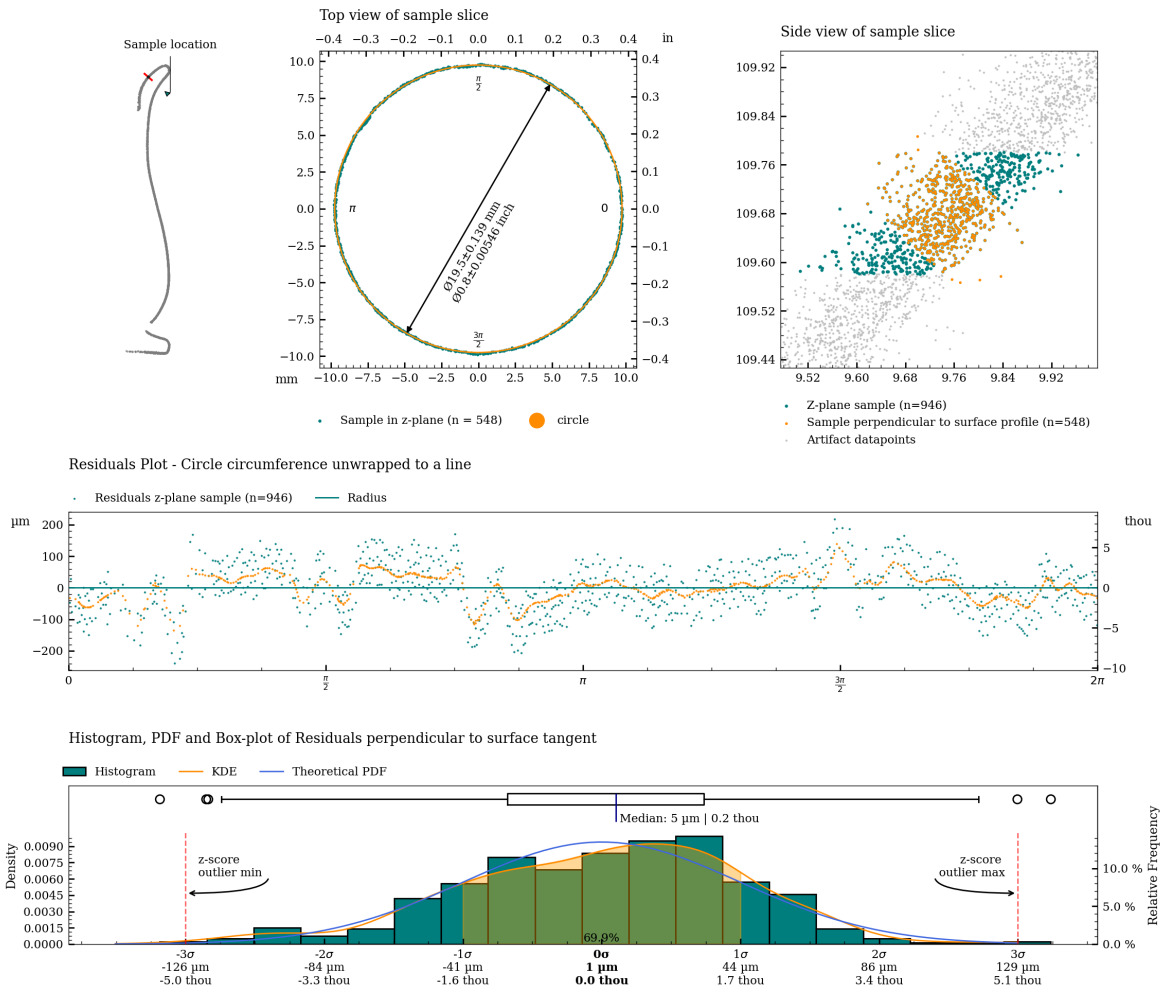 Sample location
Top view of sample slice
−0.4 −0.3 −0.2 −0.1 −0.0 0.1 0.2 0.3 0.4 in
10.0
7.5
5.0
2.5
0.0
−2.5
−5.0
−7.5
−10.0
0.4
0.3
0.2
0.1
0.0
−0.1
−0.2
−0.3
−0.4
π/2
π
0
3π/2
Ø19.5±0.139 mm
Ø0.8±0.00546 inch
mm −10.0 −7.5 −5.0 −2.5 0.0 2.5 5.0 7.5 10.0
Sample in z-plane (n = 548) circle
Side view of sample slice
109.92
109.84
109.76
109.68
109.60
109.52
109.44
9.52 9.60 9.68 9.76 9.84 9.92
Z-plane sample (n=946)
Sample perpendicular to surface profile (n=548)
Artifact datapoints
Residuals Plot - Circle circumference unwrapped to a line
Residuals z-plane sample (n=946) Radius
µm
200
100
0
−100
−200
thou
5
0
−5
−10
0 π/2 π 3π/2 2π
Histogram, PDF and Box-plot of Residuals perpendicular to surface tangent
Histogram KDE Theoretical PDF
Median: 5 µm | 0.2 thou
Density
0.0090
0.0075
0.0060
0.0045
0.0030
0.0015
0.0000
z-score
outlier min
z-score
outlier max
69.9%
10.0 %
5.0 %
0.0 %
Relative Frequency
-3σ -2σ -1σ 0σ 1σ 2σ 3σ
-126 µm -84 µm -41 µm 1 µm 44 µm 86 µm 129 µm
-5.0 thou -3.3 thou -1.6 thou 0.0 thou 1.7 thou 3.4 thou 5.1 thou